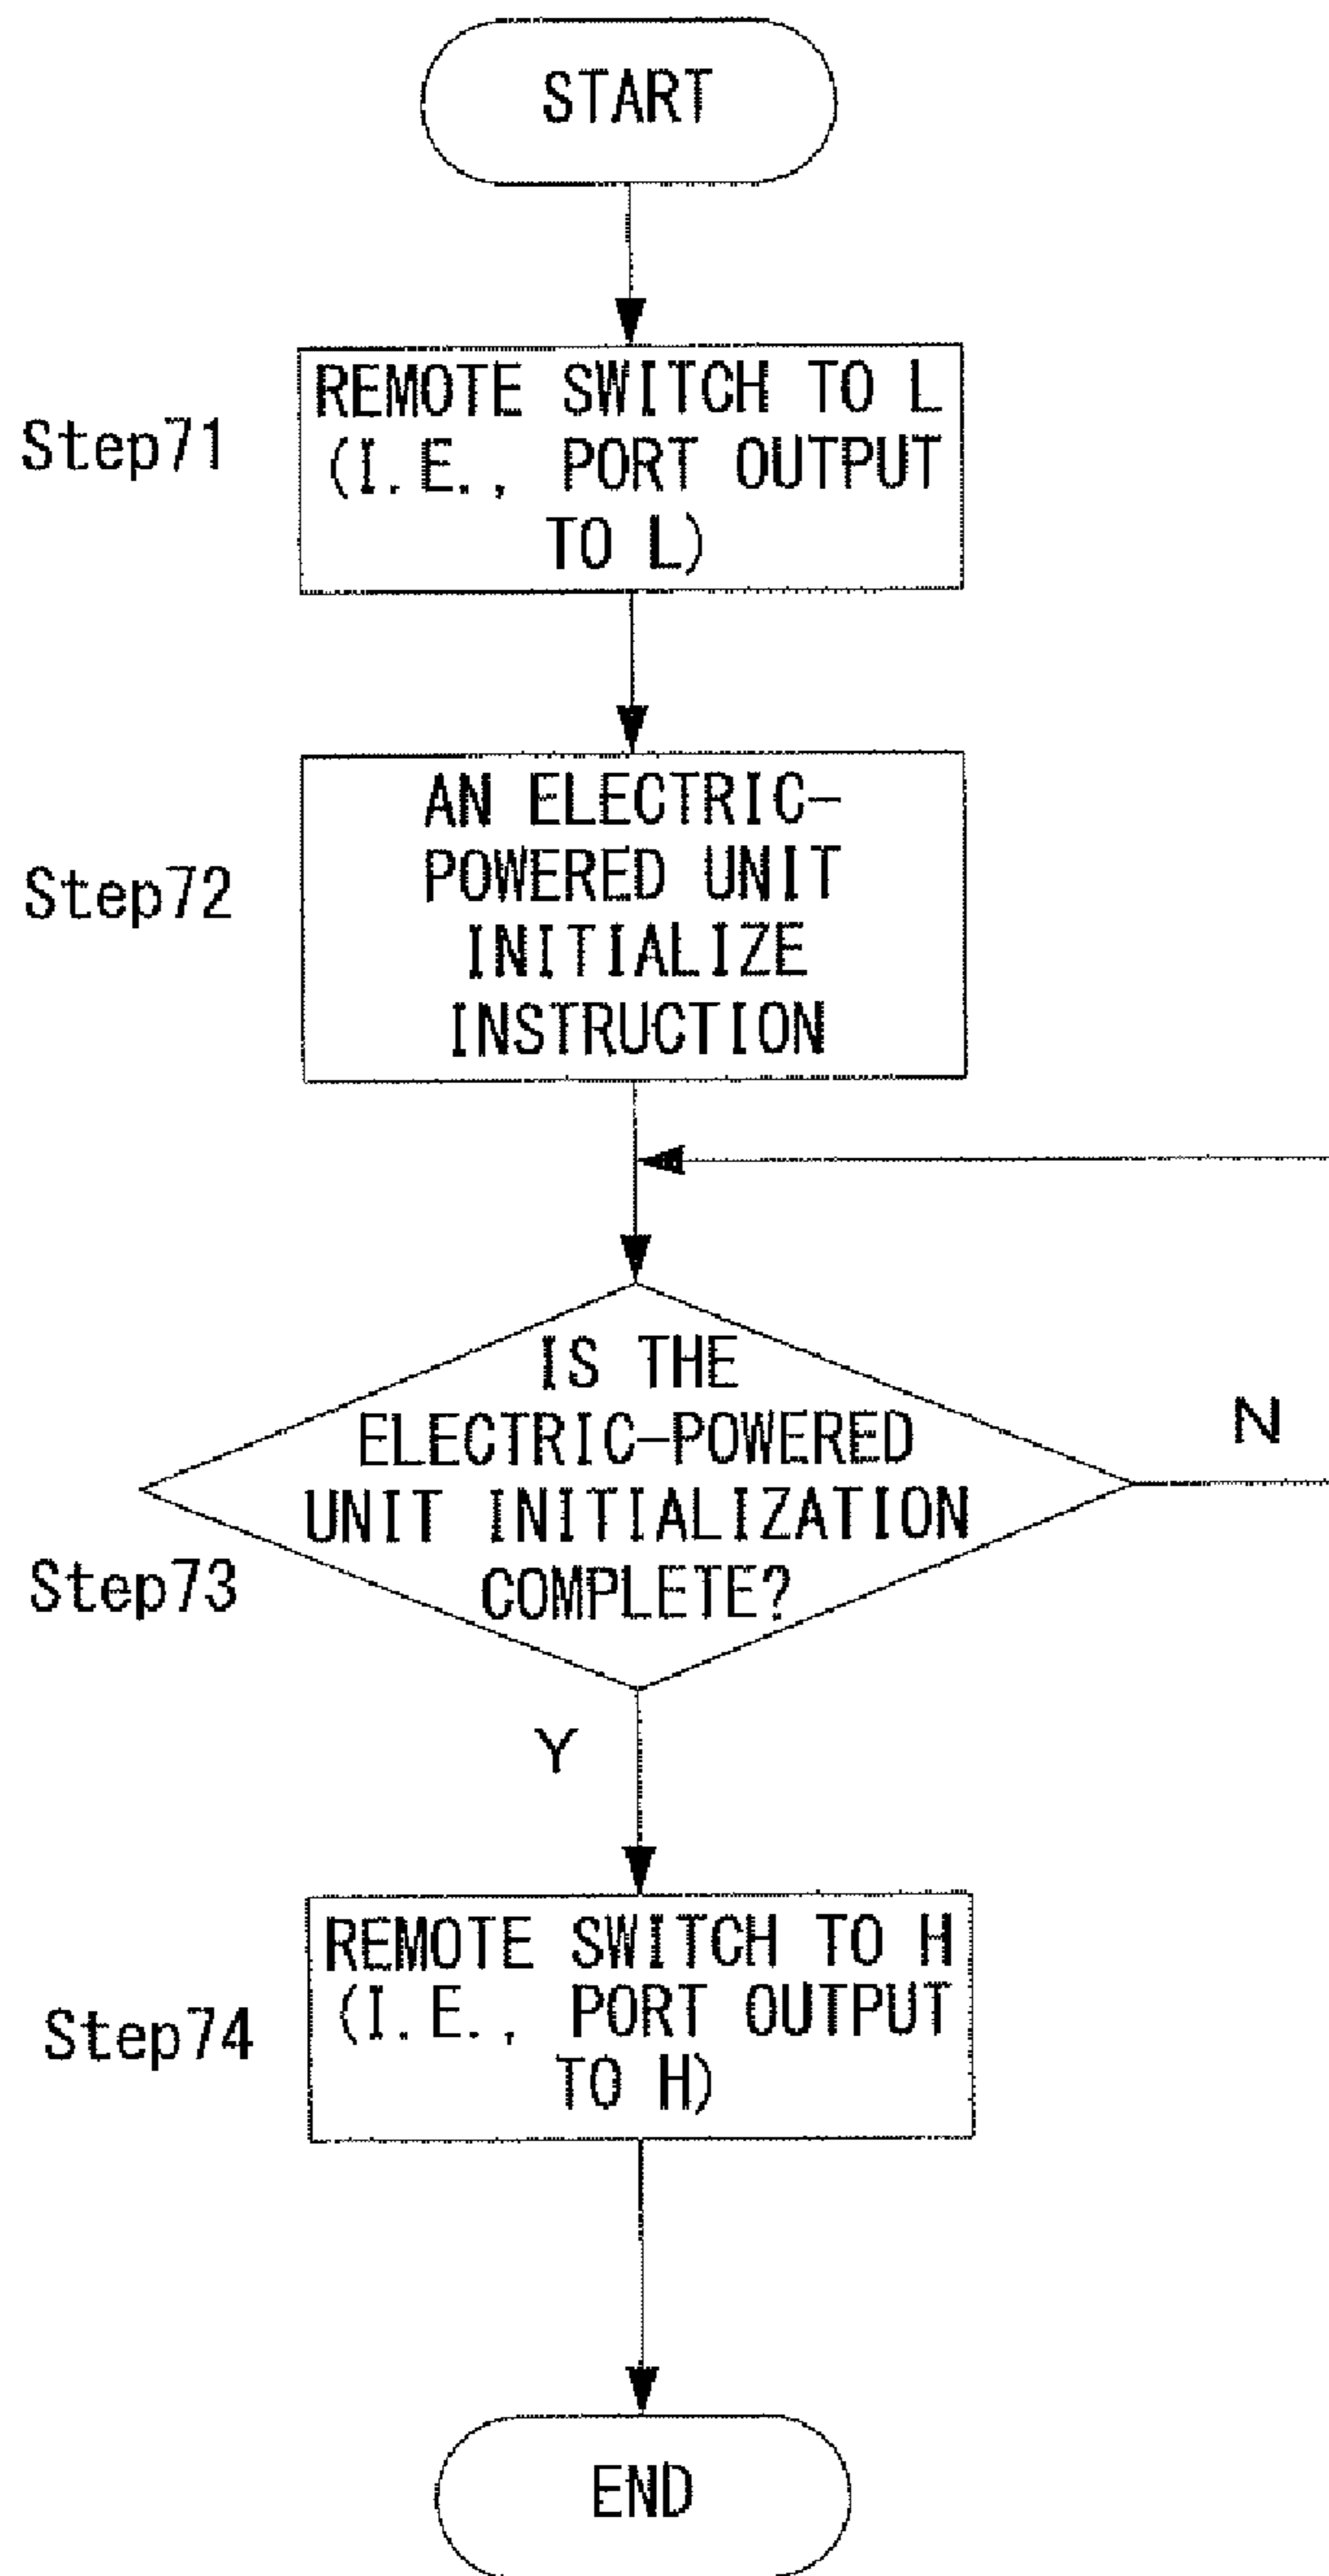 START
Step71
REMOTE SWITCH TO L
(I.E., PORT OUTPUT
TO L)
Step72
AN ELECTRIC-
POWERED UNIT
INITIALIZE
INSTRUCTION
IS THE
ELECTRIC-POWERED
UNIT INITIALIZATION
COMPLETE?
N
Step73
Y
Step74
REMOTE SWITCH TO H
(I.E., PORT OUTPUT
TO H)
END